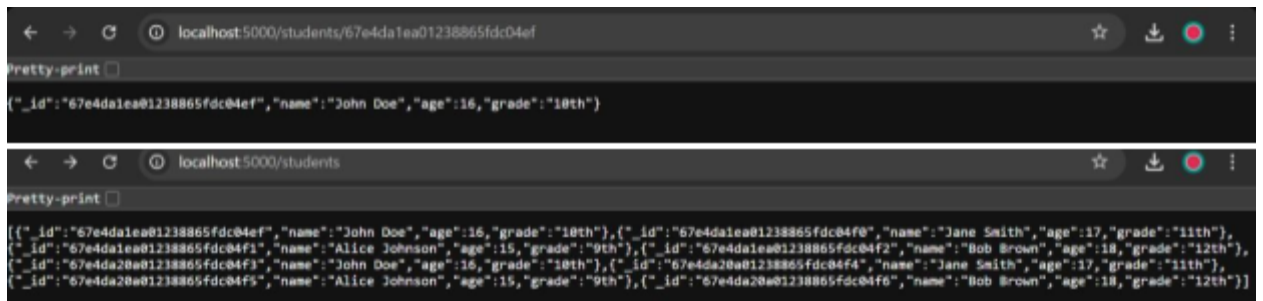 localhost:5000/students/67e4da1ea01238865fdc04ef
Pretty-print
{"_id":"67e4da1ea01238865fdc04ef","name":"John Doe","age":16,"grade":"10th"}
localhost:5000/students
Pretty-print
[{"_id":"67e4da1ea01238865fdc04ef","name":"John Doe","age":16,"grade":"10th"},{"_id":"67e4da1ea01238865fdc04f0","name":"Jane Smith","age":17,"grade":"11th"},
{"_id":"67e4da1ea01238865fdc04f1","name":"Alice Johnson","age":15,"grade":"9th"},{"_id":"67e4da1ea01238865fdc04f2","name":"Bob Brown","age":18,"grade":"12th"},
{"_id":"67e4da20a01238865fdc04f3","name":"John Doe","age":16,"grade":"10th"},{"_id":"67e4da20a01238865fdc04f4","name":"Jane Smith","age":17,"grade":"11th"},
{"_id":"67e4da20a01238865fdc04f5","name":"Alice Johnson","age":15,"grade":"9th"},{"_id":"67e4da20a01238865fdc04f6","name":"Bob Brown","age":18,"grade":"12th"}]